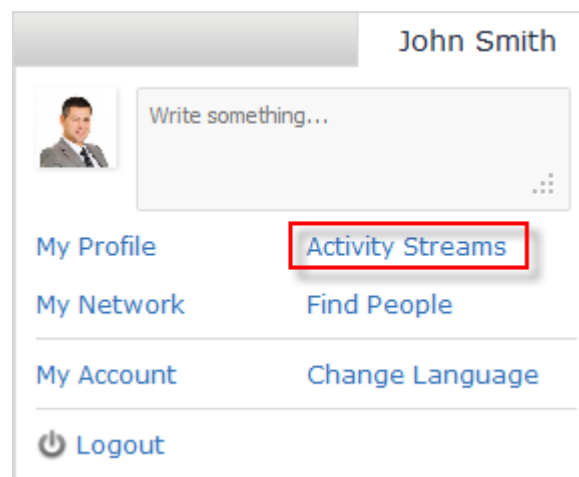 John Smith
Write something...
My Profile Activity Streams
My Network Find People
My Account Change Language
Logout